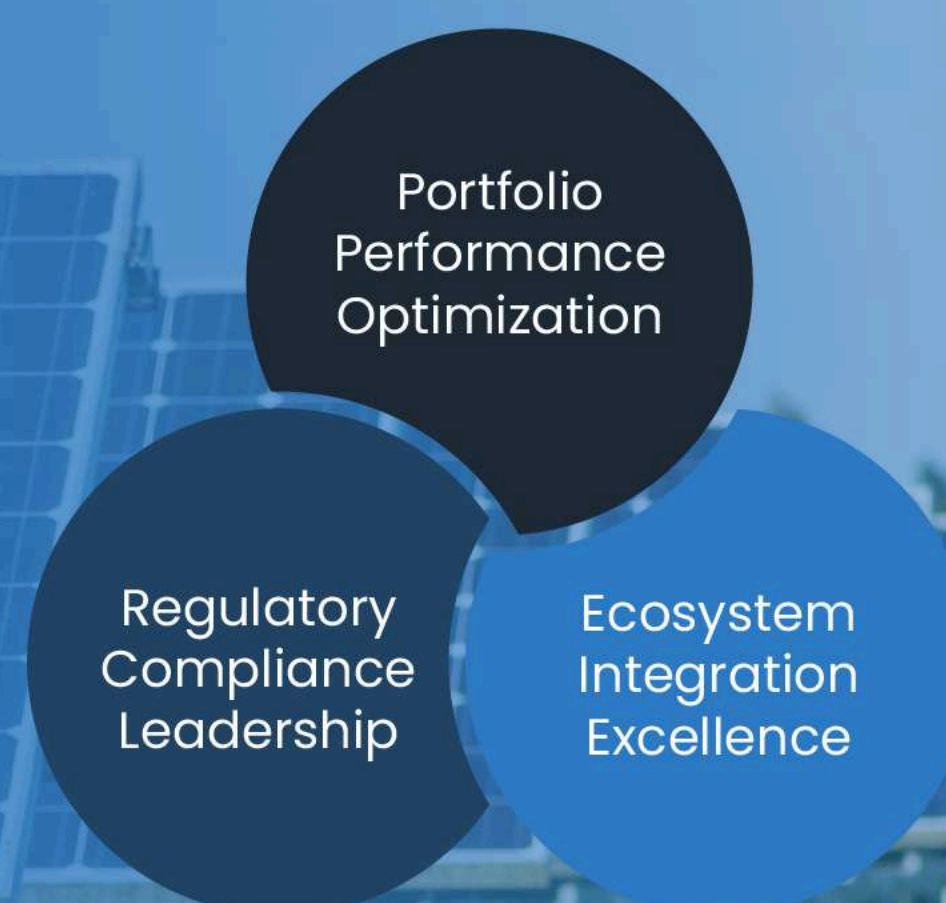 Portfolio
Performance
Optimization
Regulatory
Compliance
Leadership
Ecosystem
Integration
Excellence